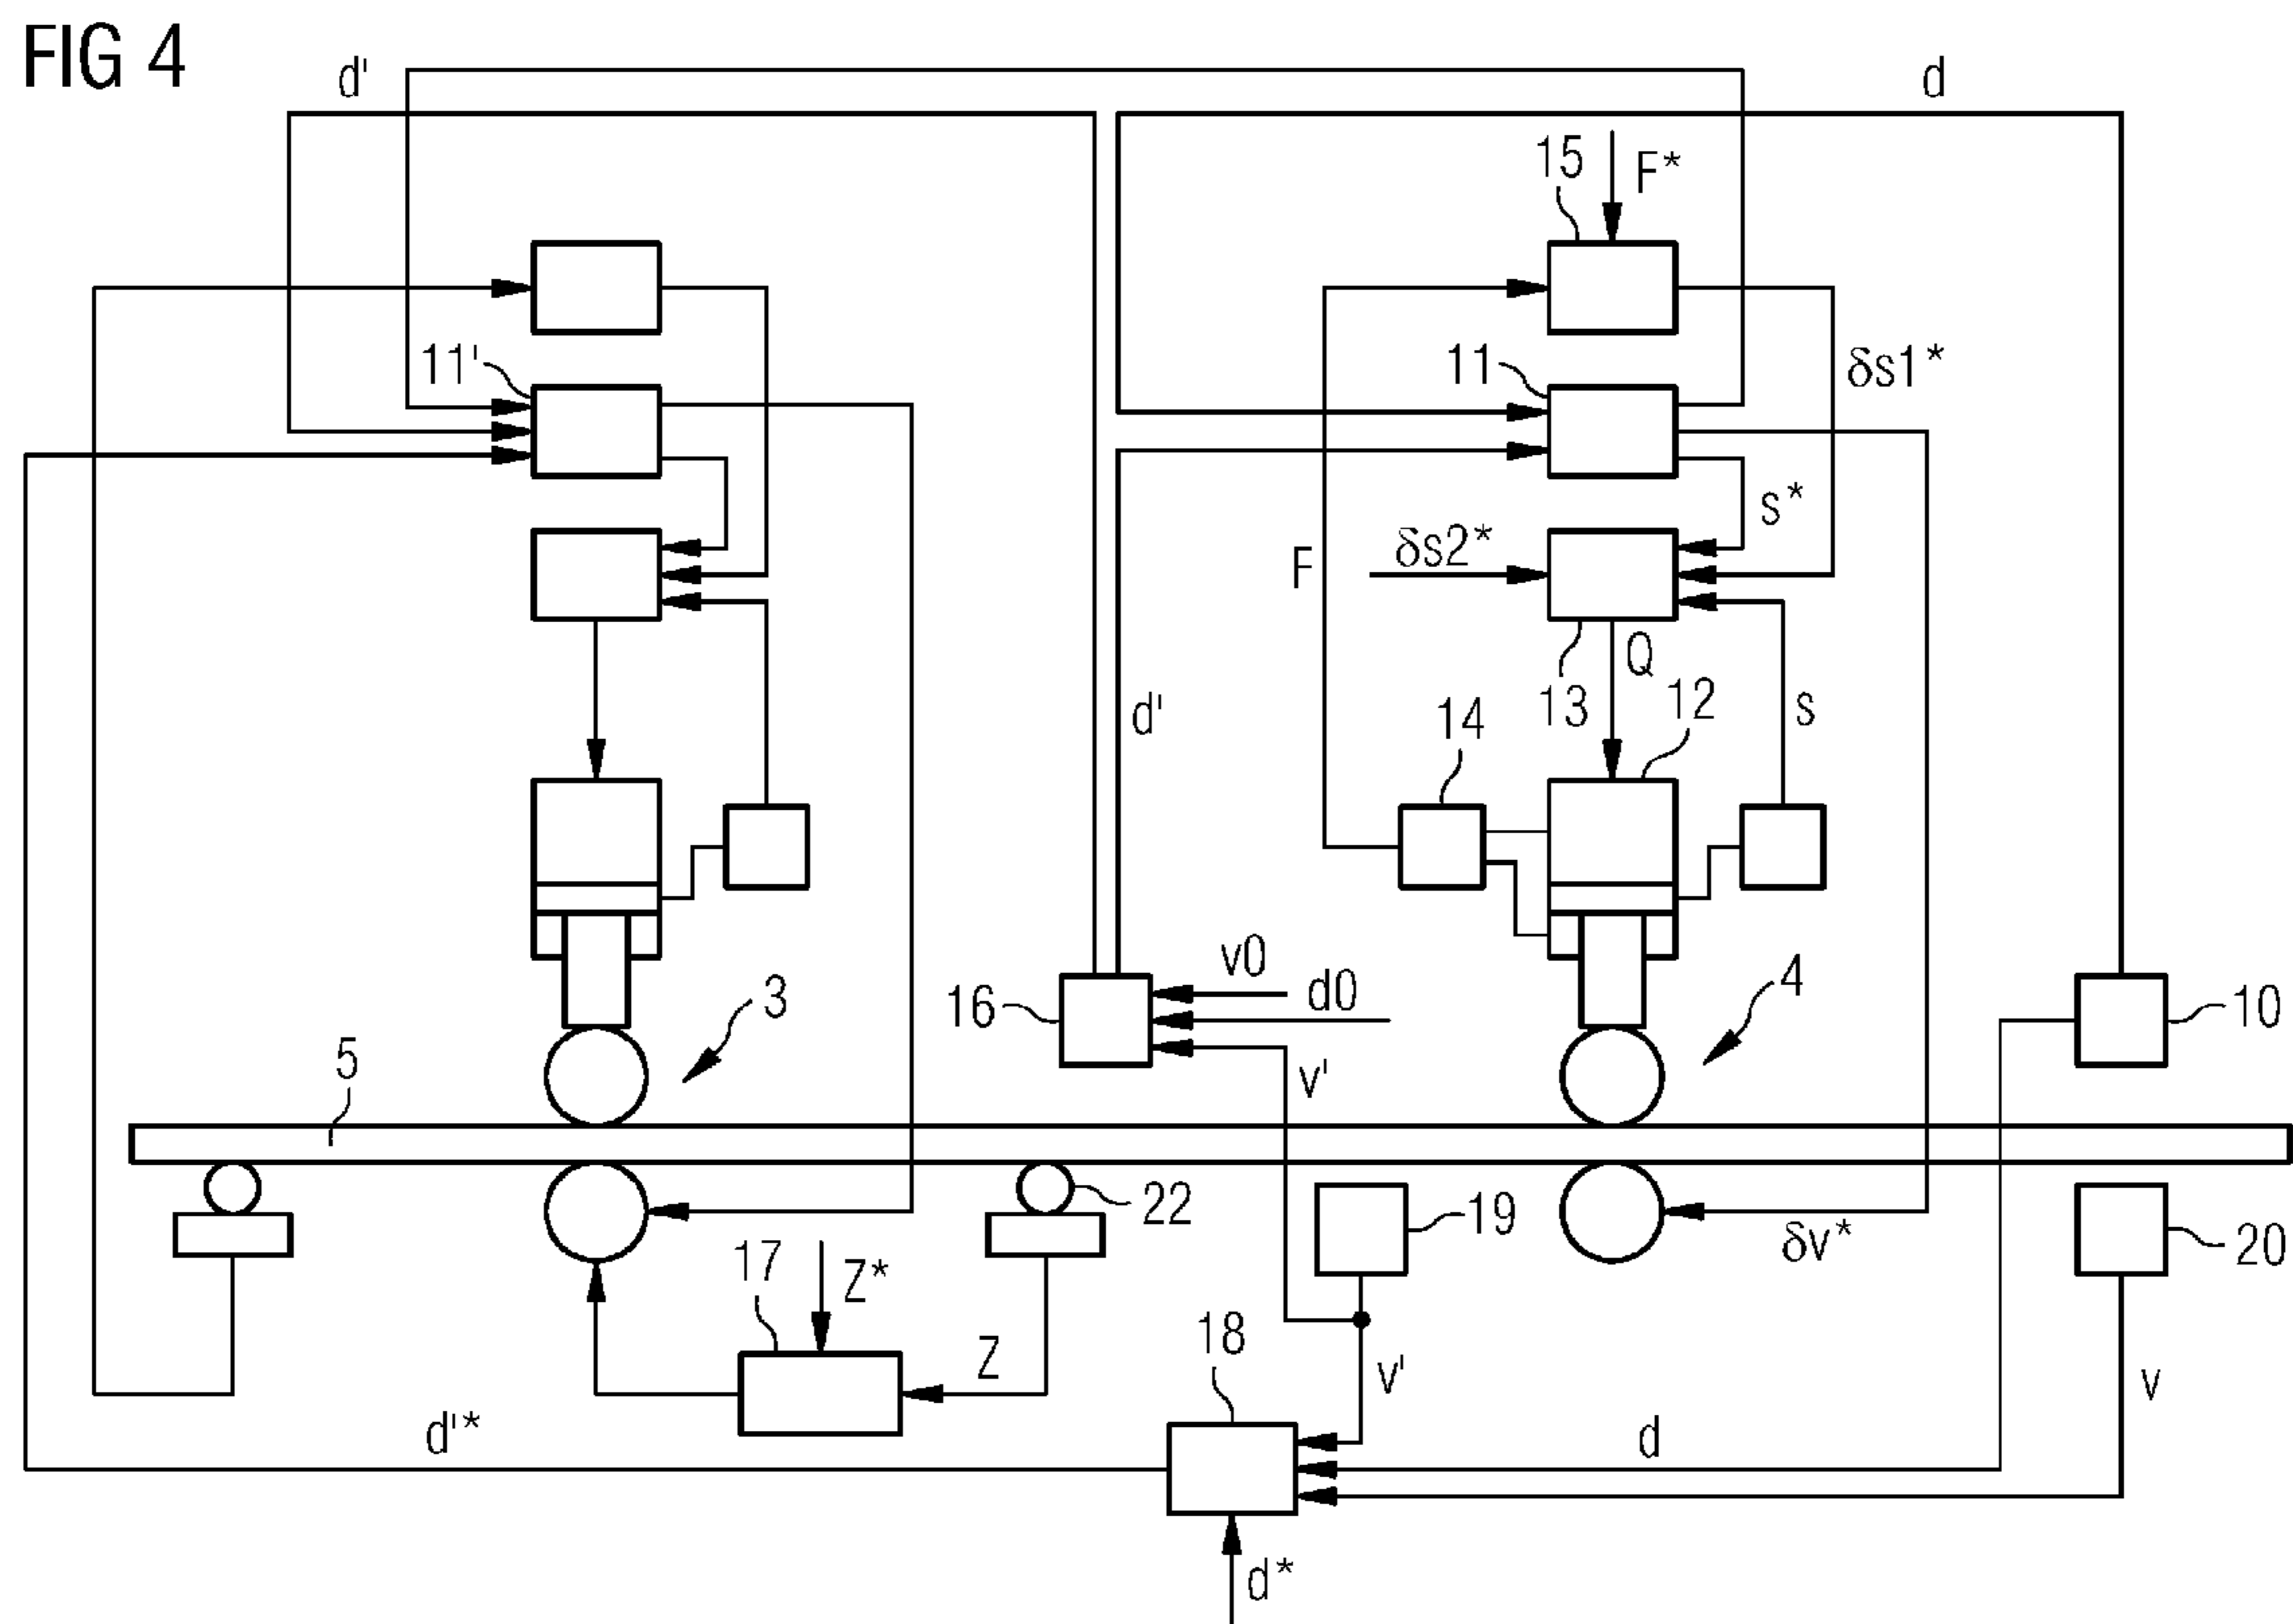 FIG 4
d'
d
15
F*
11'
11
δs1*
s*
δs2*
F
Q
13
12
s
14
d'
v0
d0
16
3
4
10
v'
5
22
19
δv*
20
17
Z*
Z
18
v'
v
d'*
d
d*